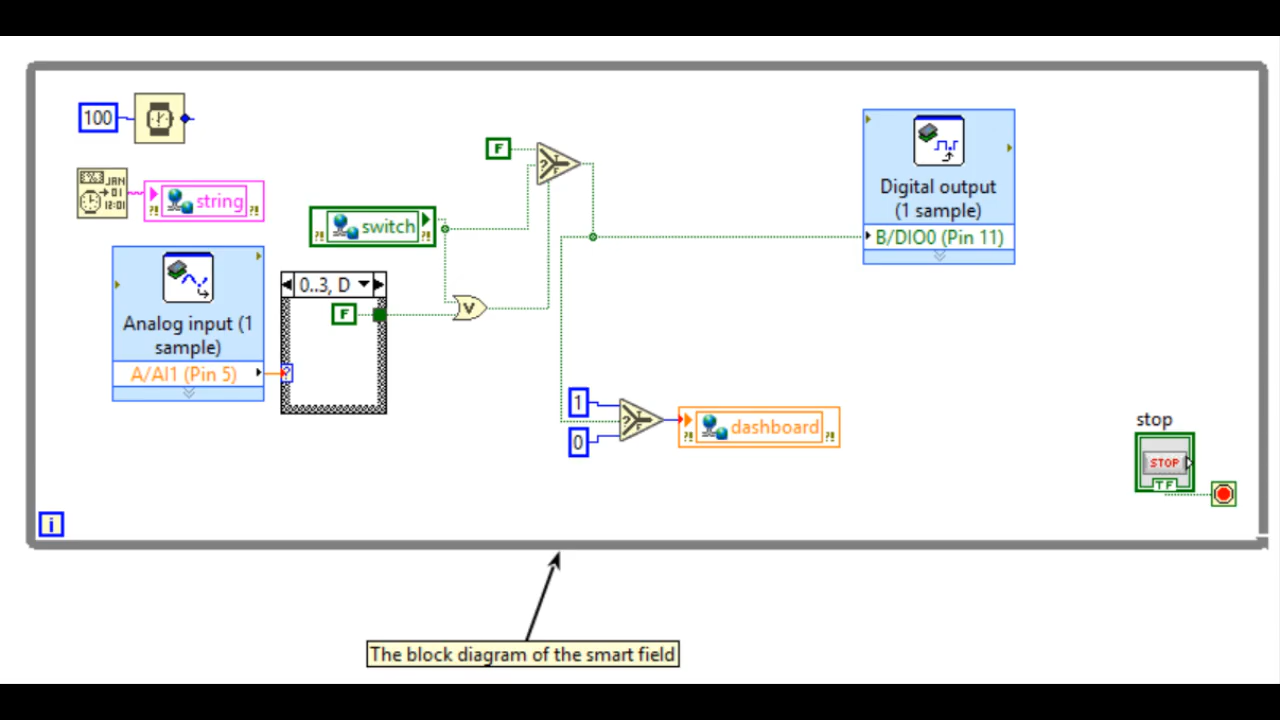 100
JAN
01
12:01
string
F
switch
Digital output
(1 sample)
B/DIO0 (Pin 11)
Analog input (1
sample)
A/AI1 (Pin 5)
0..3, D
F
V
?
T
F
1
0
?
T
F
dashboard
stop
STOP
TF
i
The block diagram of the smart field